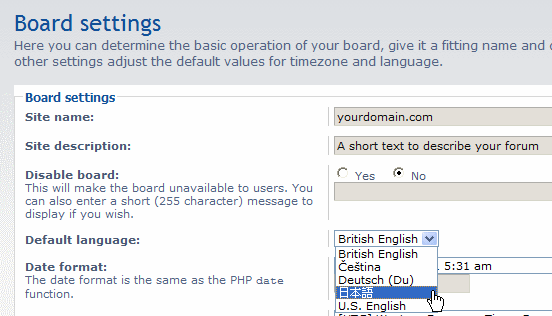 Board settings
Here you can determine the basic operation of your board, give it a fitting name and
other settings adjust the default values for timezone and language.
Board settings
Site name:
yourdomain.com
Site description:
A short text to describe your forum
Disable board:
Yes No
This will make the board unavailable to users. You
can also enter a short (255 character) message to
display if you wish.
Default language:
British English
British English
Date format:
5:31 am
Čeština
The date format is the same as the PHP date
function.
Deutsch (Du)
日本語
U.S. English